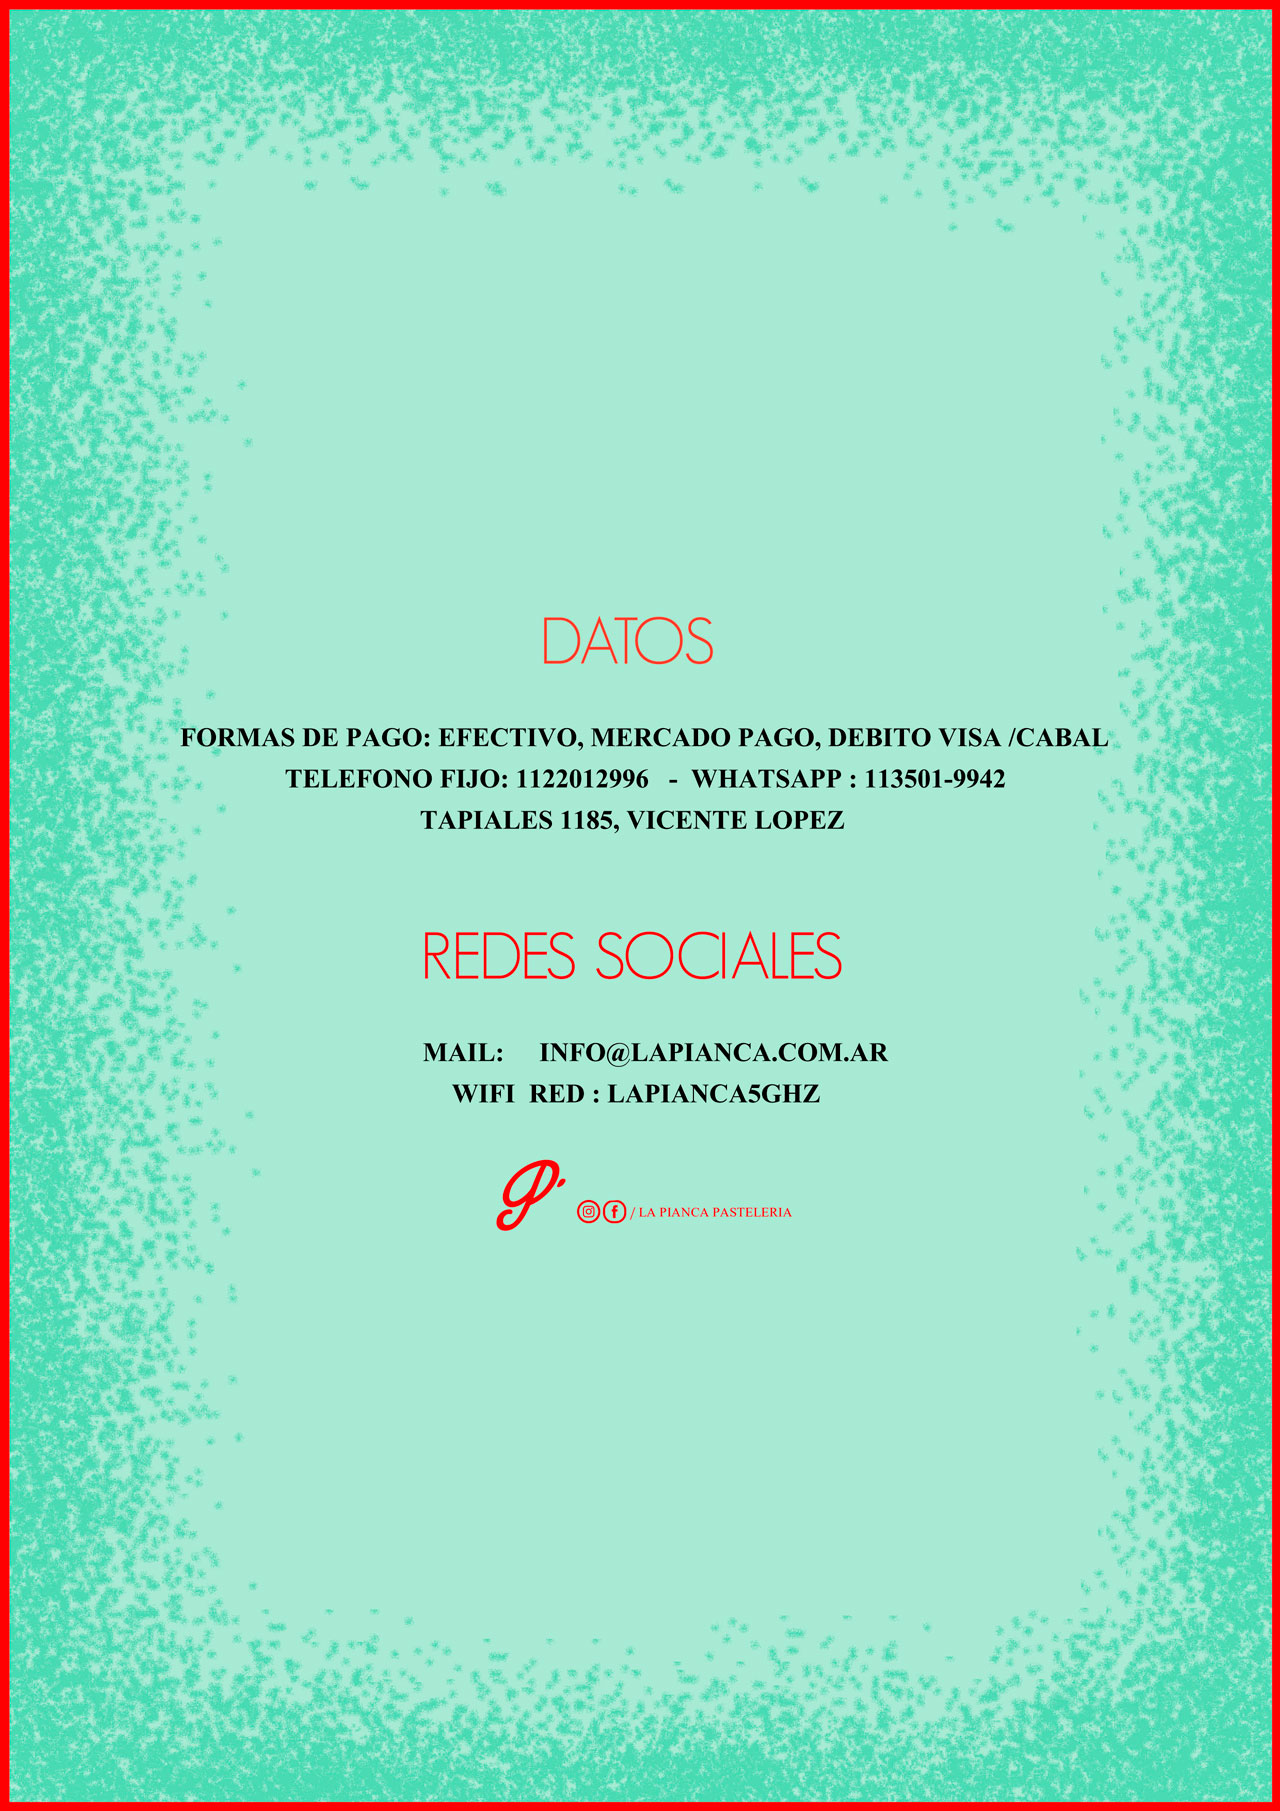 DATOS
FORMAS DE PAGO: EFECTIVO, MERCADO PAGO, DEBITO VISA /CABAL
TELEFONO FIJO: 1122012996 - WHATSAPP : 113501-9942
TAPIALES 1185, VICENTE LOPEZ
REDES SOCIALES
MAIL: INFO@LAPIANCA.COM.AR
WIFI RED : LAPIANCA5GHZ
P / LA PIANCA PASTELERIA